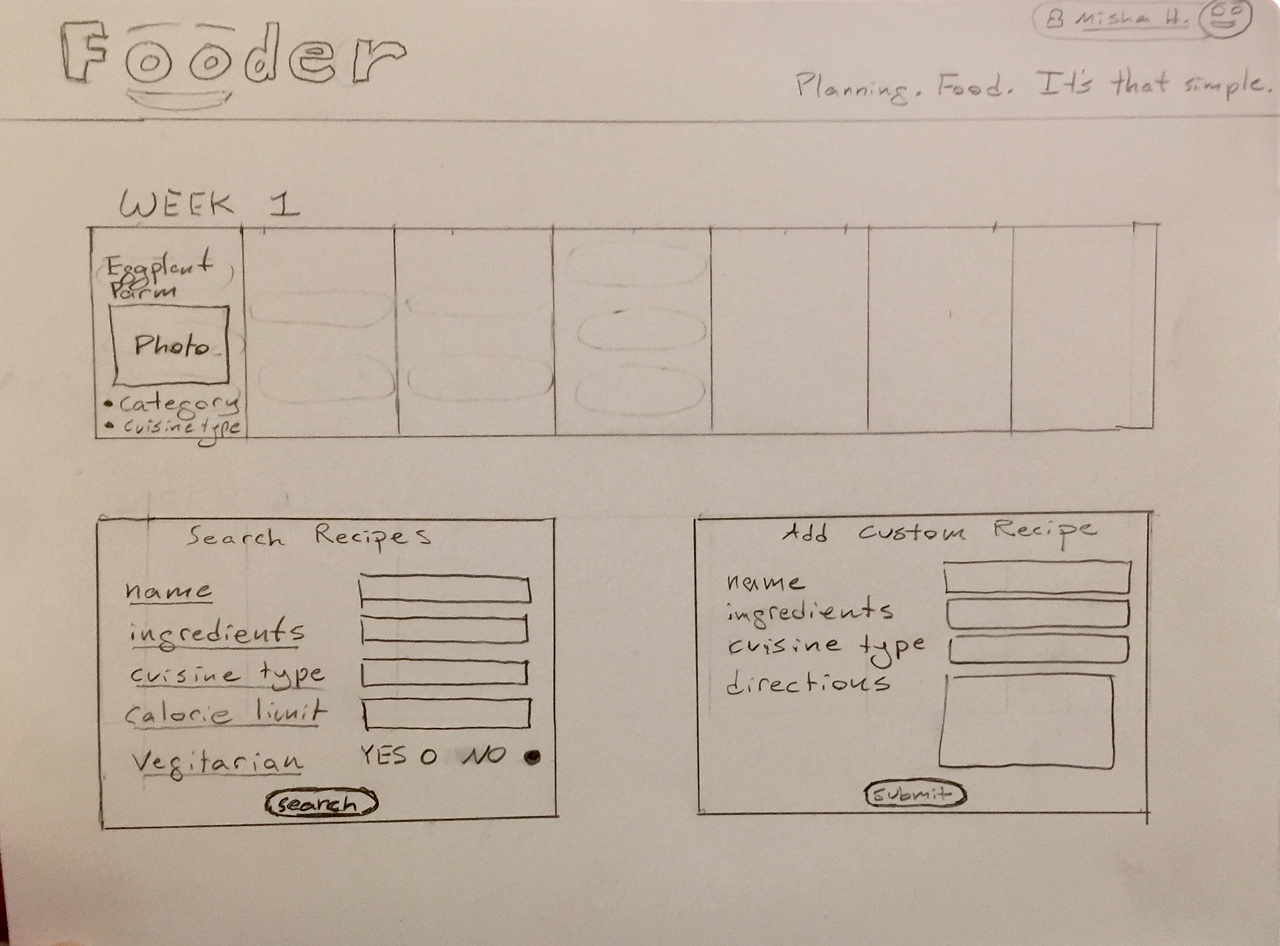 Fooder
Misha H.
Planning. Food. It's that simple.
WEEK 1
Eggplant
Parm
Photo
• category
• cuisine type
Search Recipes
name
ingredients
cuisine type
calorie limit
Vegitarian YES NO
search
Add Custom Recipe
name
ingredients
cuisine type
directions
submit